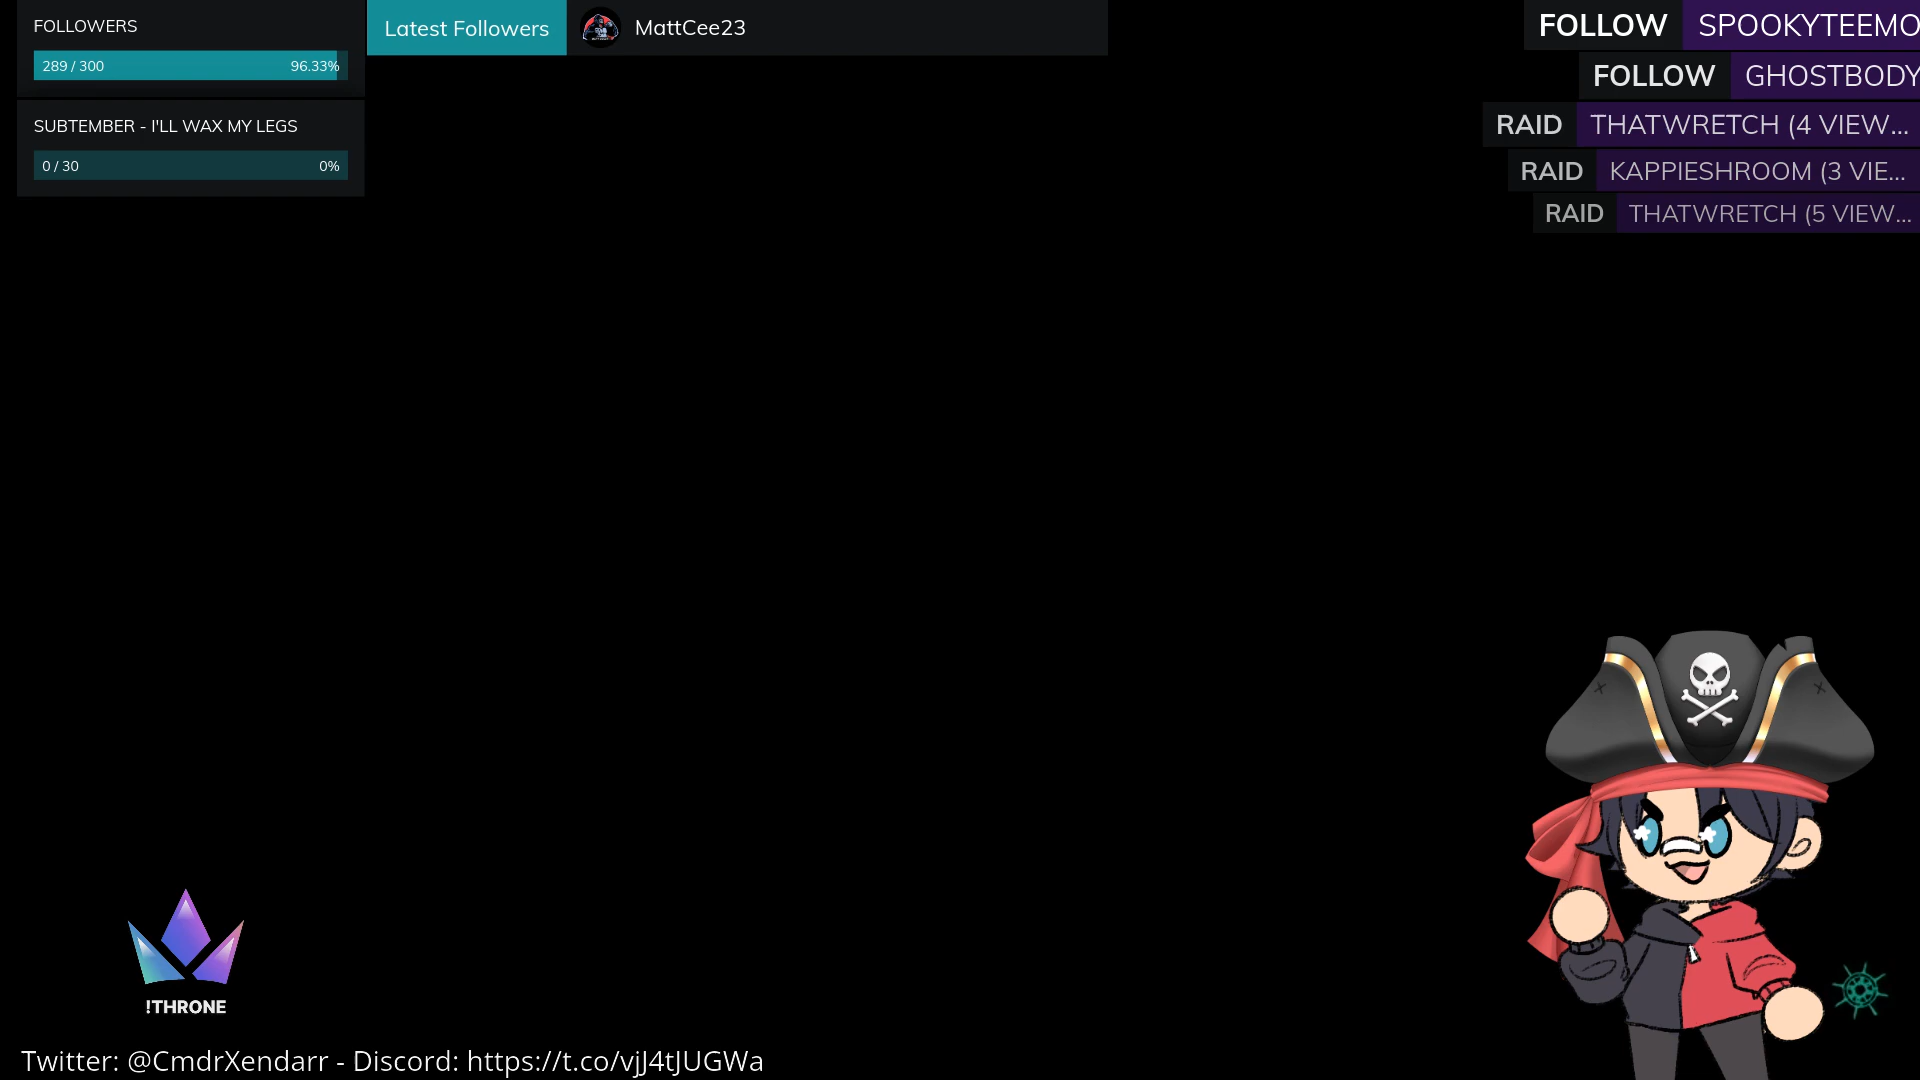 FOLLOWERS
289 / 300 96.33%
SUBTEMBER - I'LL WAX MY LEGS
0 / 30 0%
Latest Followers MattCee23
FOLLOW SPOOKYTEEMO
FOLLOW GHOSTBODY
RAID THATWRETCH (4 VIEW...
RAID KAPPIESHROOM (3 VIE...
RAID THATWRETCH (5 VIEW...
!THRONE
Twitter: @CmdrXendarr - Discord: https://t.co/vjJ4tJUGWa